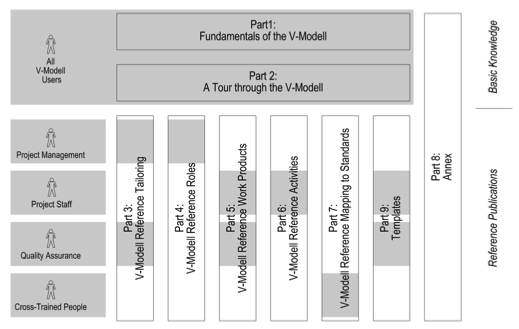 Part1:
Fundamentals of the V-Modell
All
V-Modell
Users
Part 2:
A Tour through the V-Modell
Basic Knowledge
Project Management
Project Staff
Quality Assurance
Cross-Trained People
Part 3:
V-Modell Reference Tailoring
Part 4:
V-Modell Reference Roles
Part 5:
V-Modell Reference Work Products
Part 6:
V-Modell Reference Activities
Part 7:
V-Modell Reference Mapping to Standards
Part 9:
Templates
Part 8:
Annex
Reference Publications